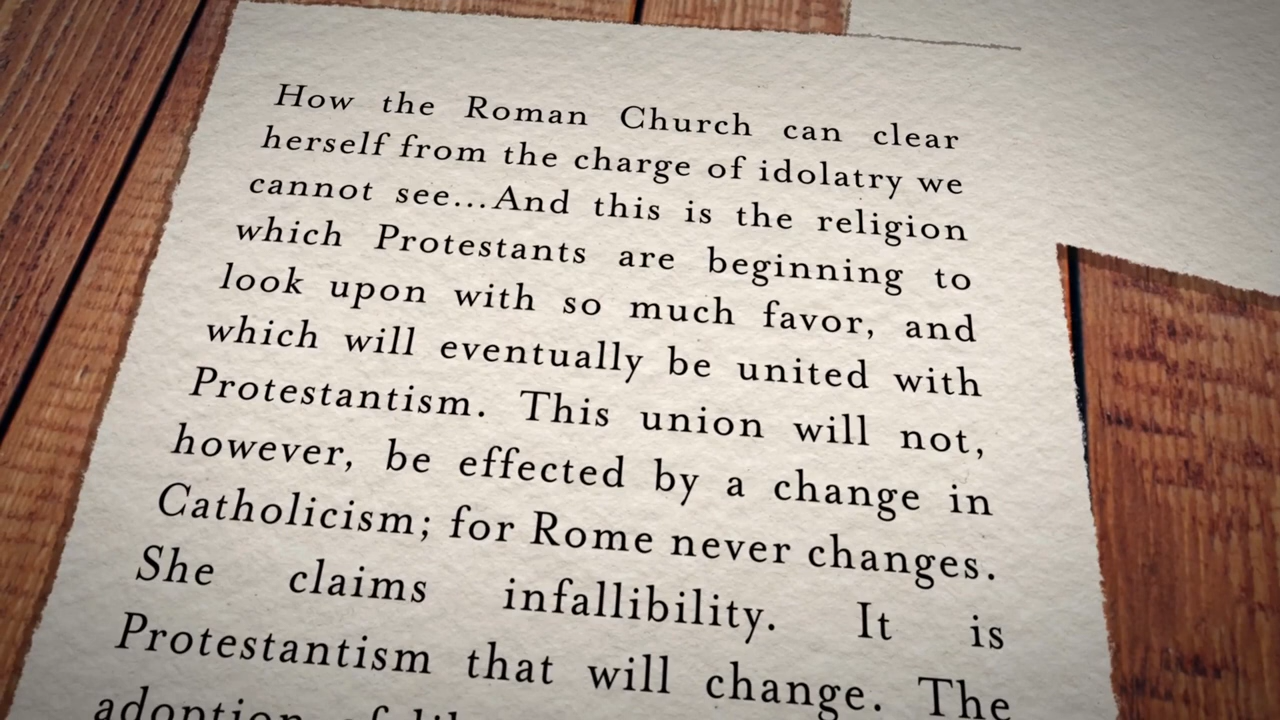 How the Roman Church can clear
herself from the charge of idolatry we
cannot see...And this is the religion
which Protestants are beginning to
look upon with so much favor, and
which will eventually be united with
Protestantism. This union will not,
however, be effected by a change in
Catholicism; for Rome never changes.
She claims infallibility. It is
Protestantism that will change. The
adoption of